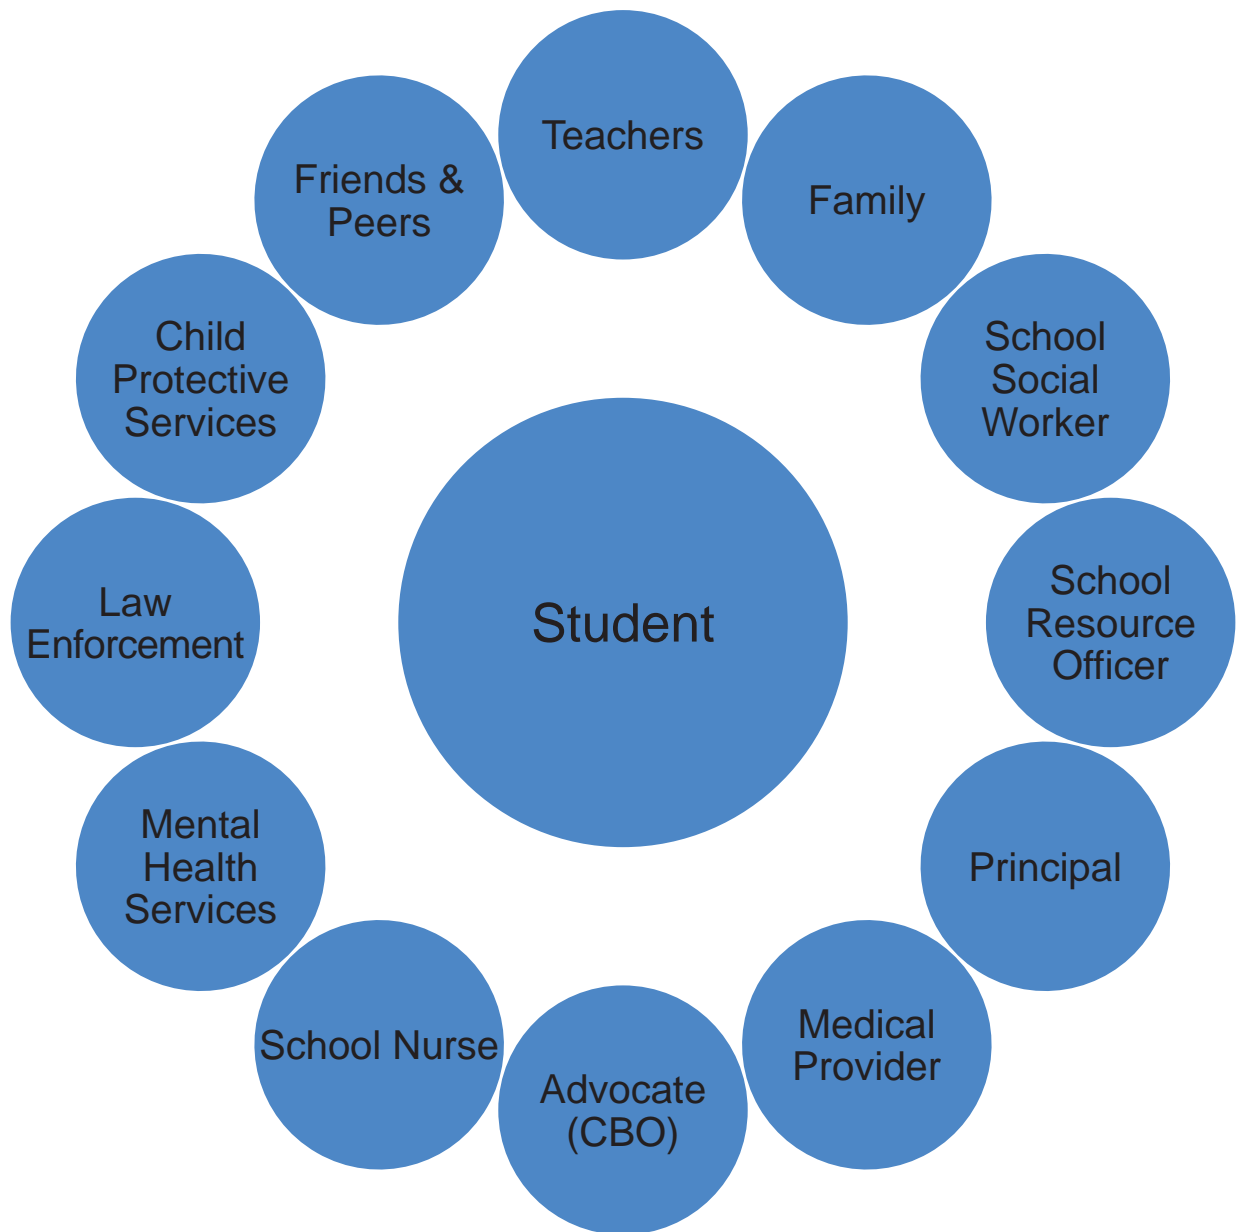 Teachers
Family
School
Social
Worker
School
Resource
Officer
Principal
Medical
Provider
Advocate
(CBO)
School Nurse
Mental
Health
Services
Law
Enforcement
Child
Protective
Services
Friends &
Peers
Student